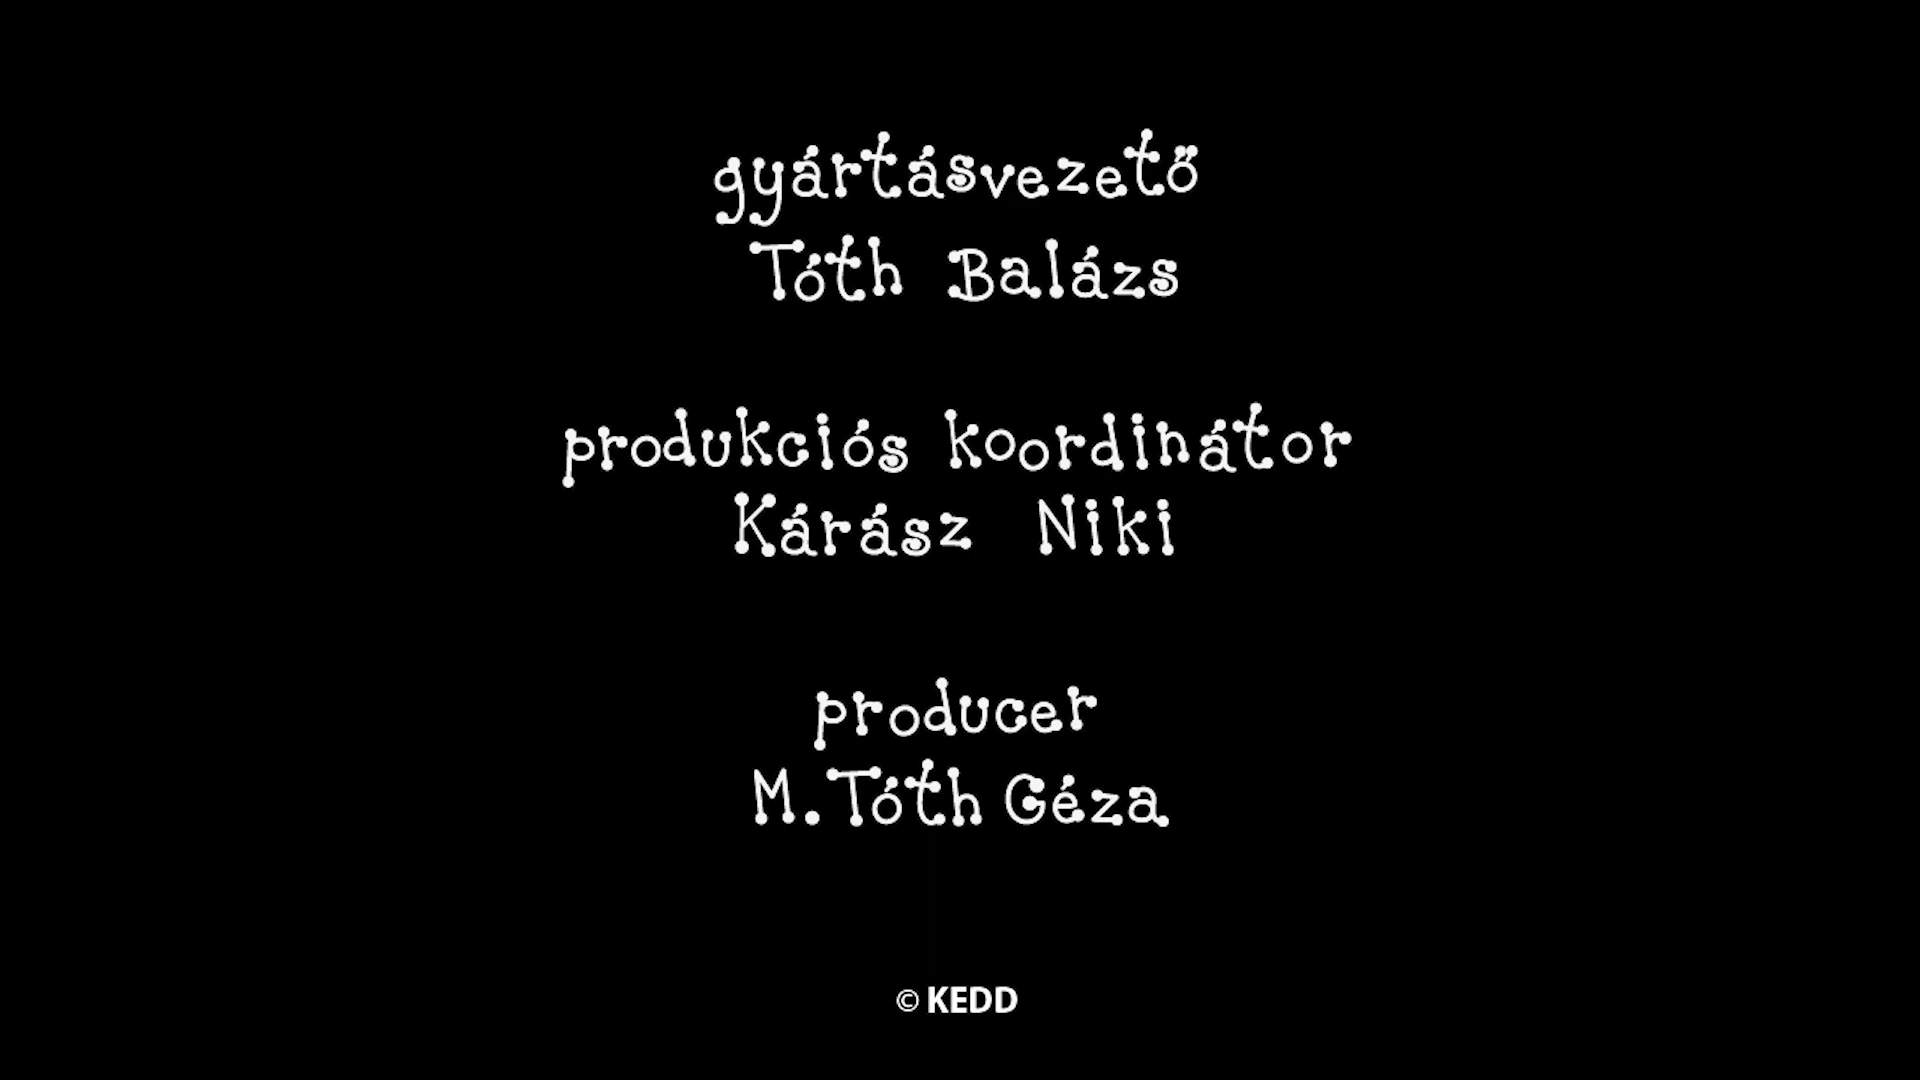 gyártásvezető
Tóth Balázs
produkciós koordinátor
Kárász Niki
producer
M.Tóth Géza
© KEDD